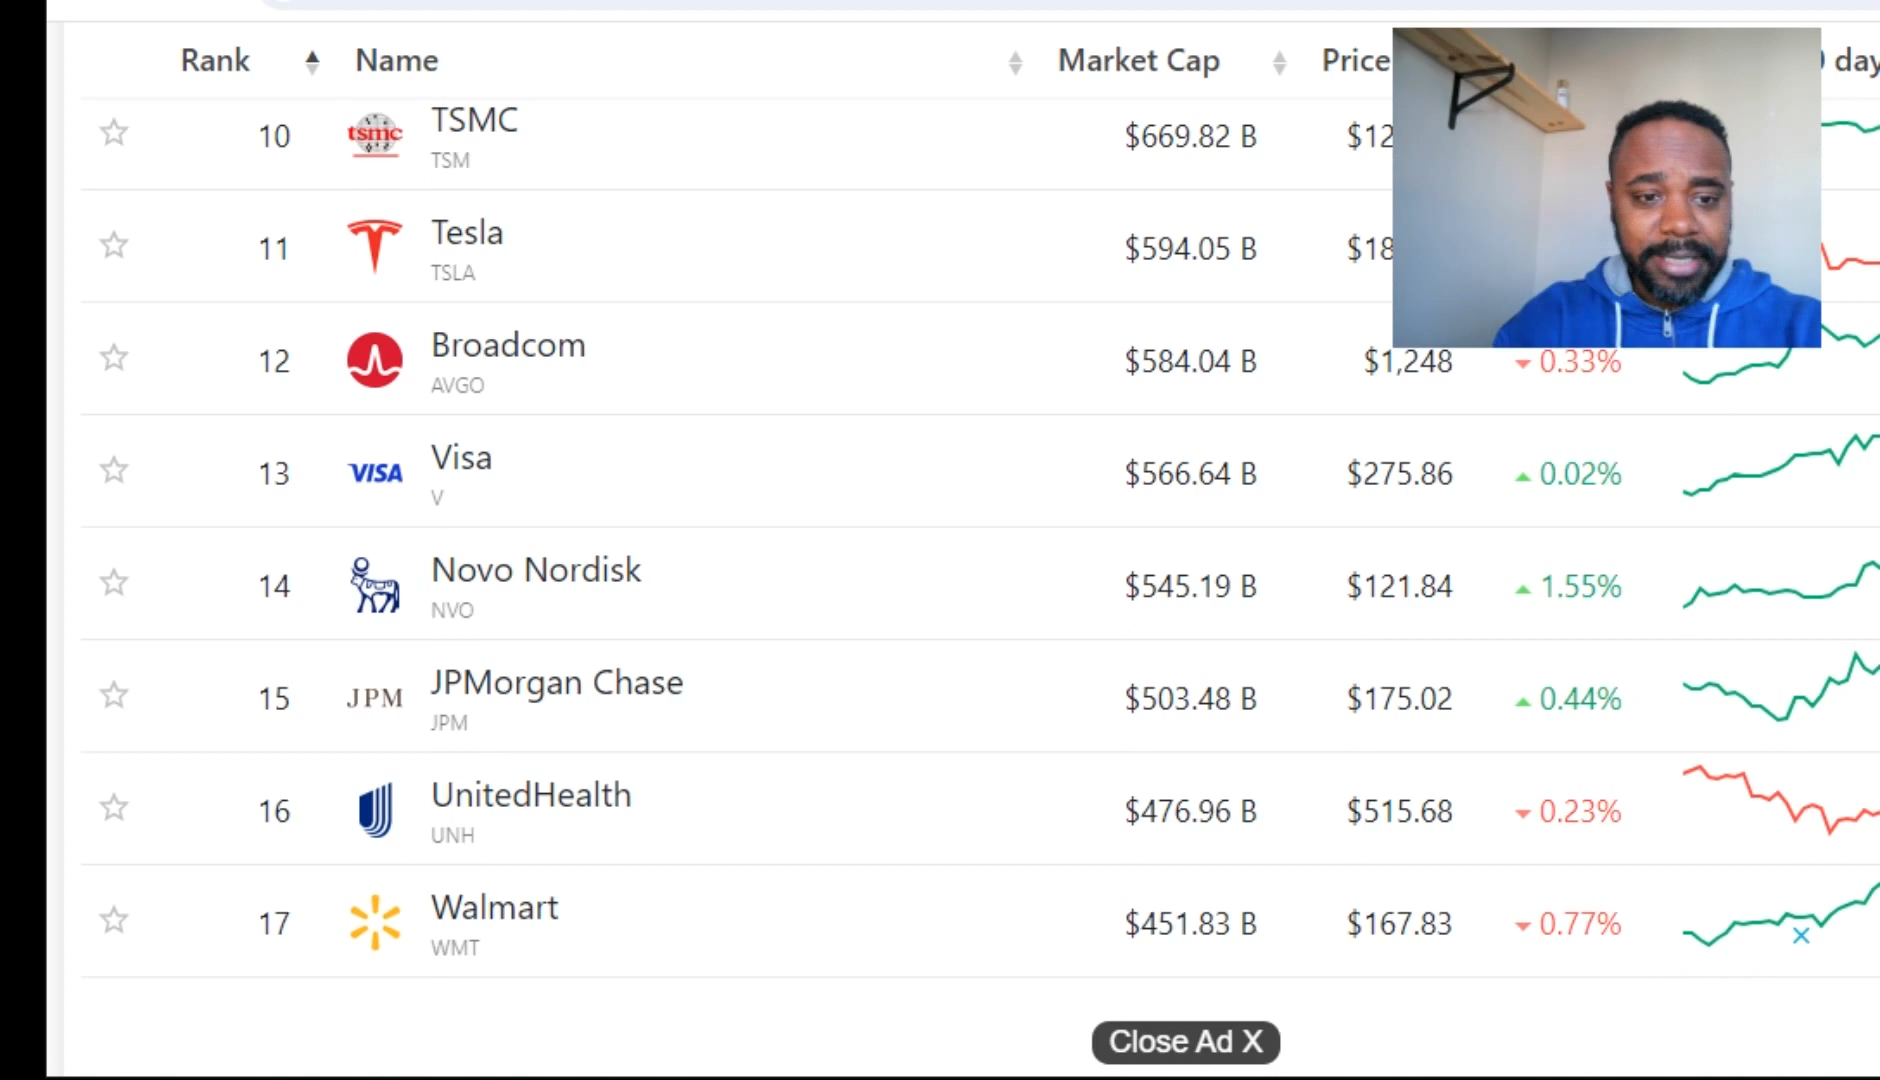 Rank Name Market Cap Price day
10 tsmc TSMC $669.82 B $12
TSM
11 Tesla $594.05 B $18
TSLA
12 Broadcom $584.04 B $1,248 0.33%
AVGO
13 VISA Visa $566.64 B $275.86 0.02%
V
14 Novo Nordisk $545.19 B $121.84 1.55%
NVO
15 JPM JPMorgan Chase $503.48 B $175.02 0.44%
JPM
16 UnitedHealth $476.96 B $515.68 0.23%
UNH
17 Walmart $451.83 B $167.83 0.77%
WMT
Close Ad X